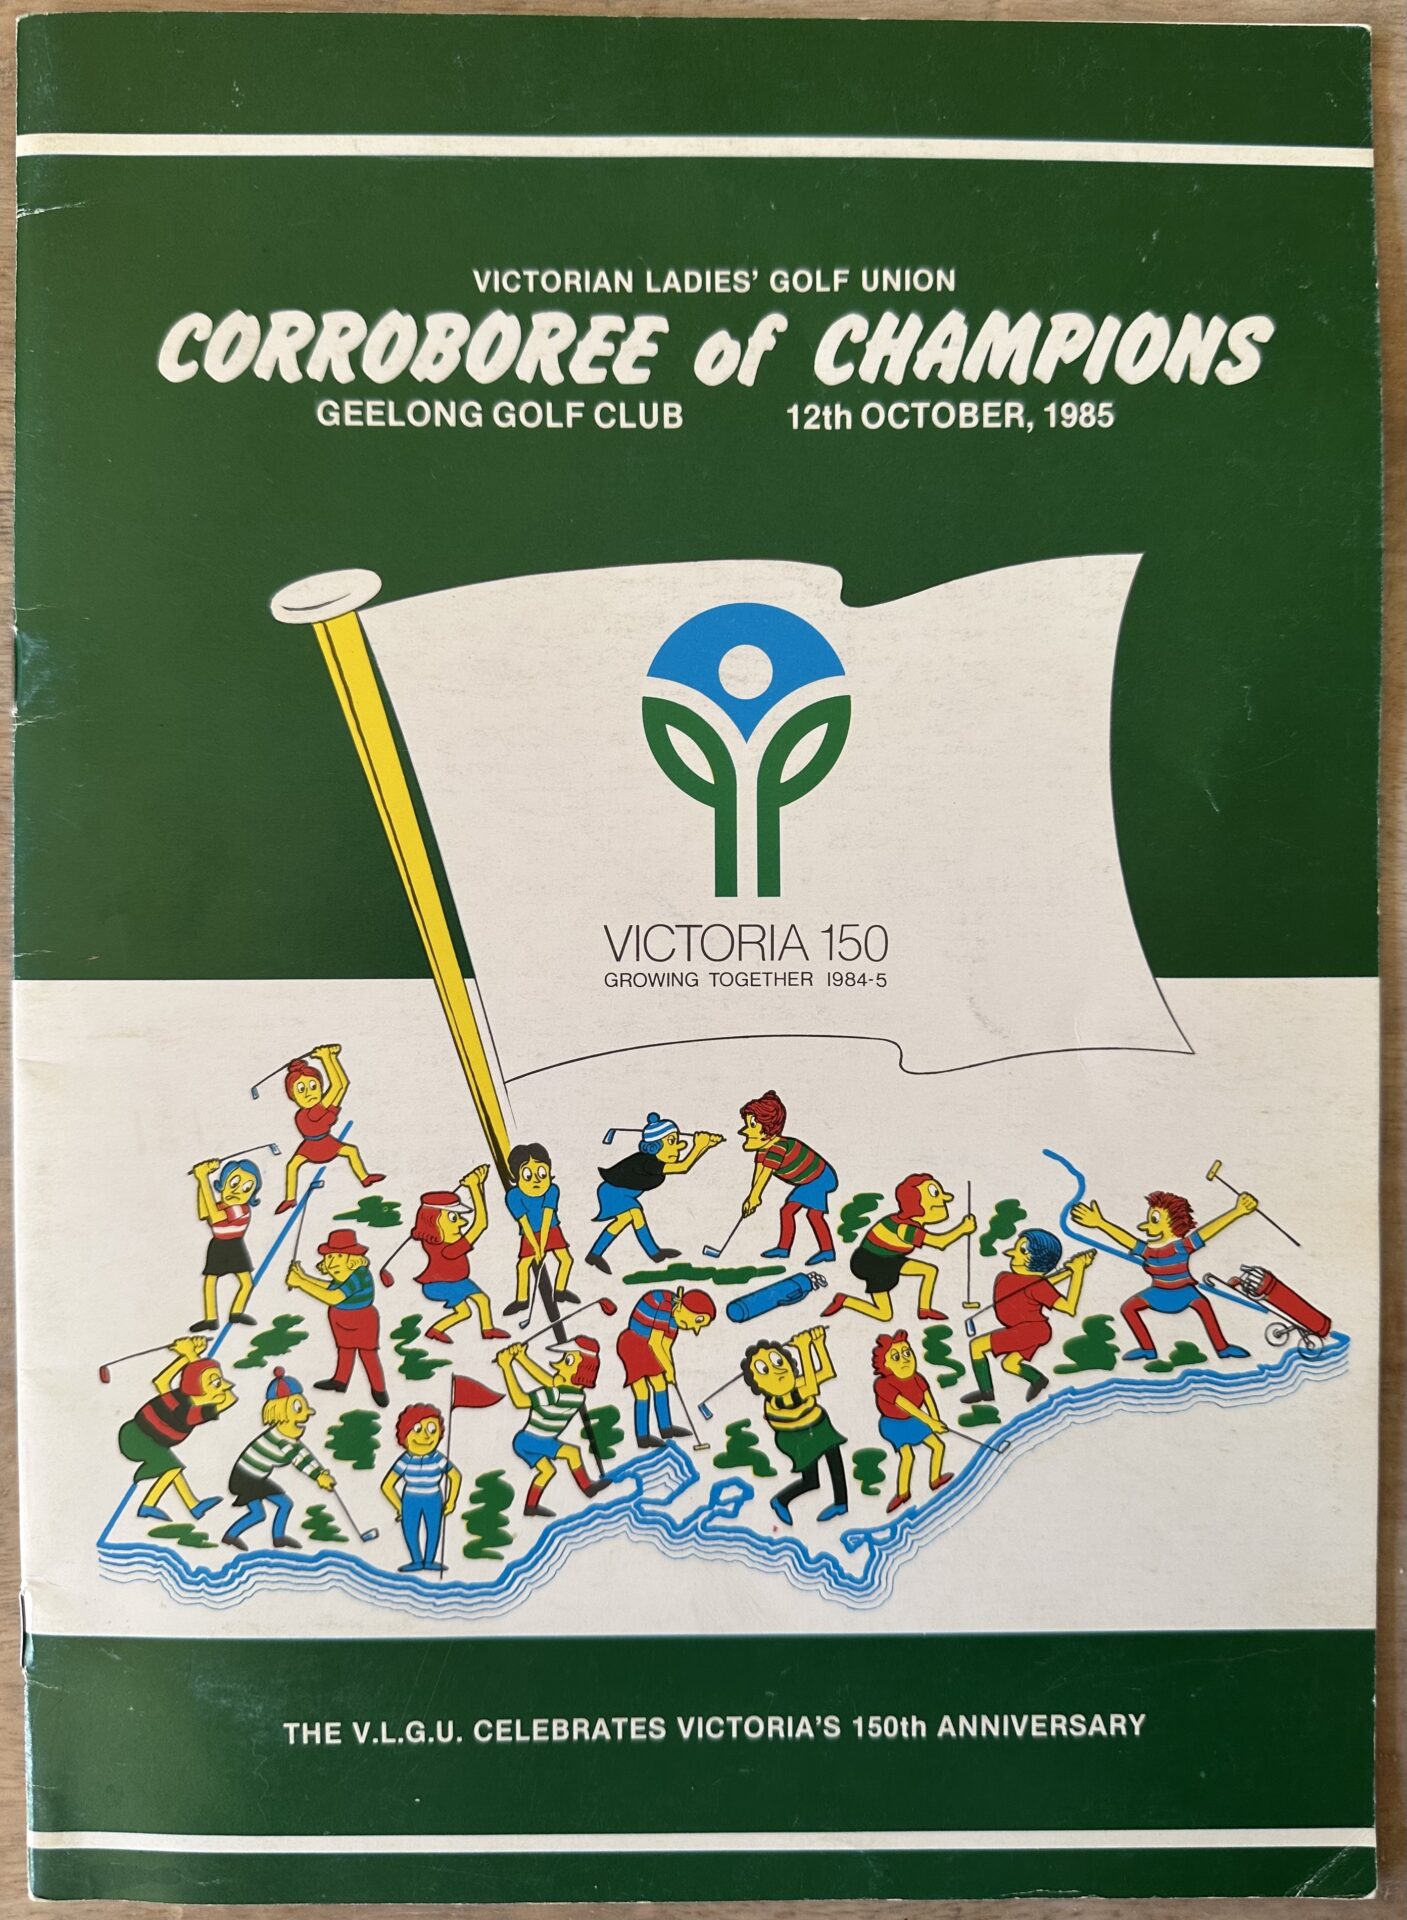 VICTORIAN LADIES' GOLF UNION
CORROBOREE of CHAMPIONS
GEELONG GOLF CLUB 12th OCTOBER, 1985
VICTORIA 150
GROWING TOGETHER 1984-5
THE V.L.G.U. CELEBRATES VICTORIA'S 150th ANNIVERSARY